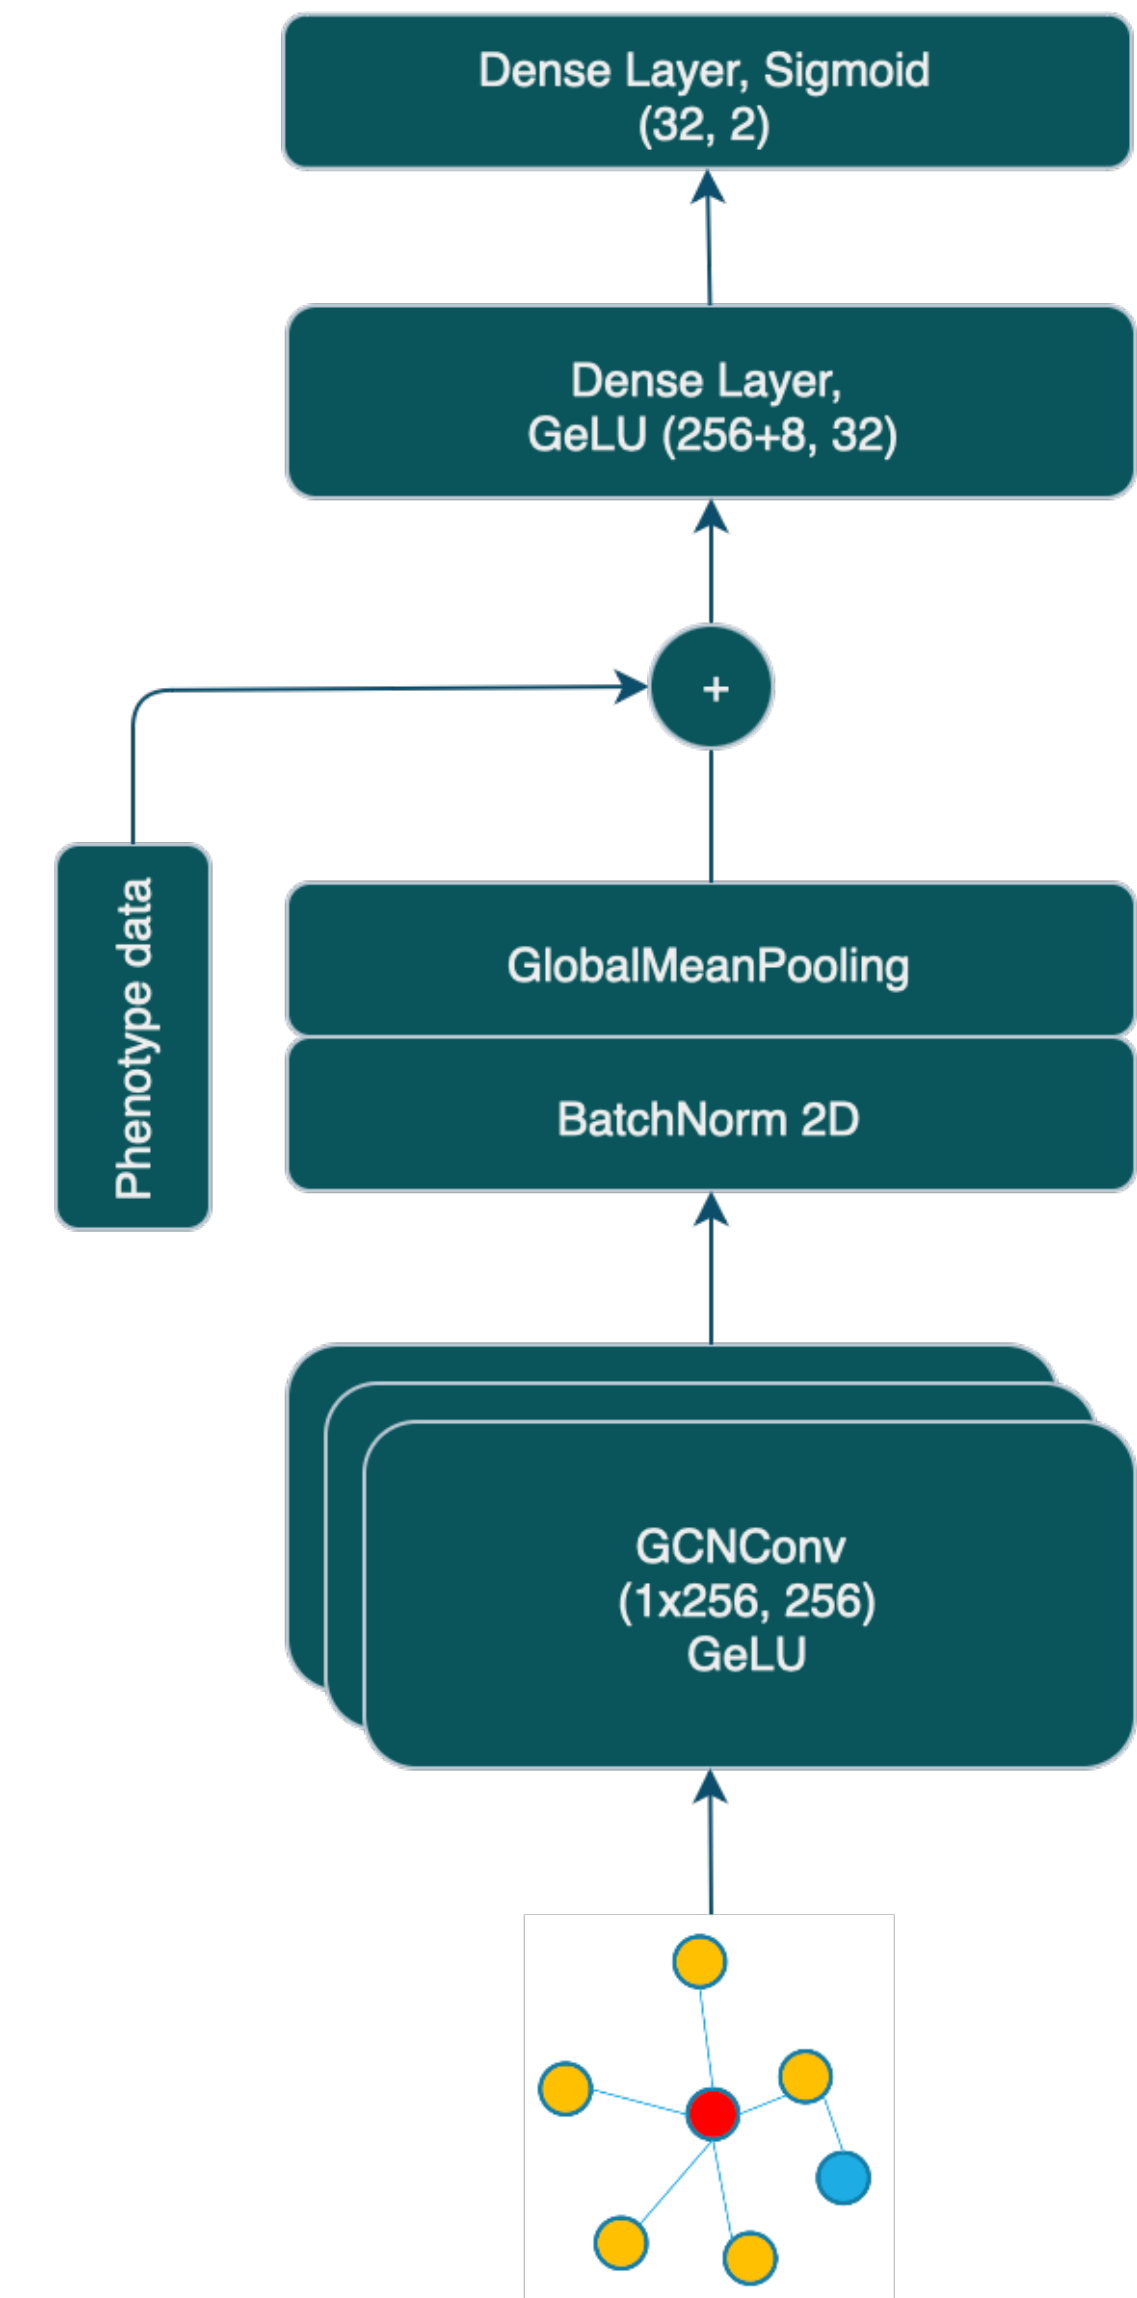 Dense Layer, Sigmoid
(32, 2)
Dense Layer,
GeLU (256+8, 32)
+
Phenotype data
GlobalMeanPooling
BatchNorm 2D
GCNConv
(1x256, 256)
GeLU